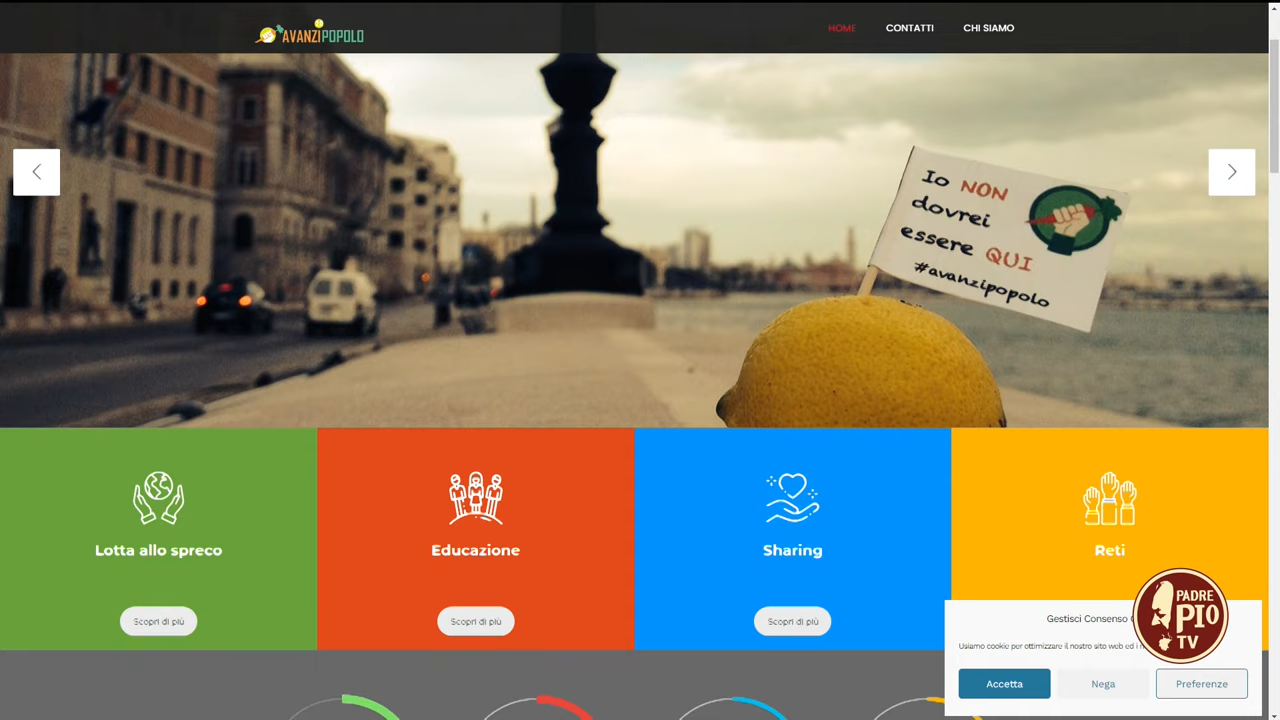 AVANZIPOPOLO
HOME
CONTATTI
CHI SIAMO
Io NON
dovrei
essere QUI
#avanzipopolo
Lotta allo spreco
Educazione
Sharing
Reti
Scopri di più
Scopri di più
Scopri di più
Gestisci Consenso
Usiamo cookie per ottimizzare il nostro sito web ed i
Accetta
Nega
Preferenze
PADRE
PIO
TV